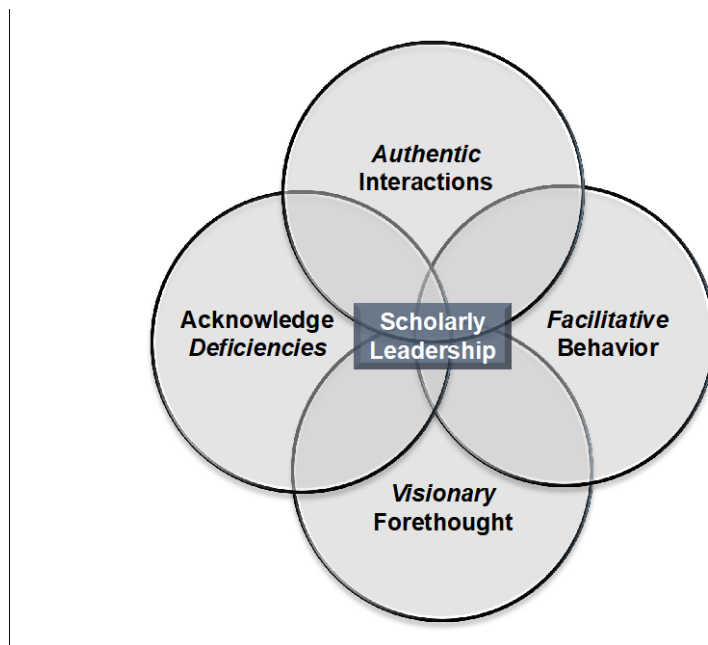 Authentic
Interactions
Acknowledge
Deficiencies
Scholarly
Leadership
Facilitative
Behavior
Visionary
Forethought